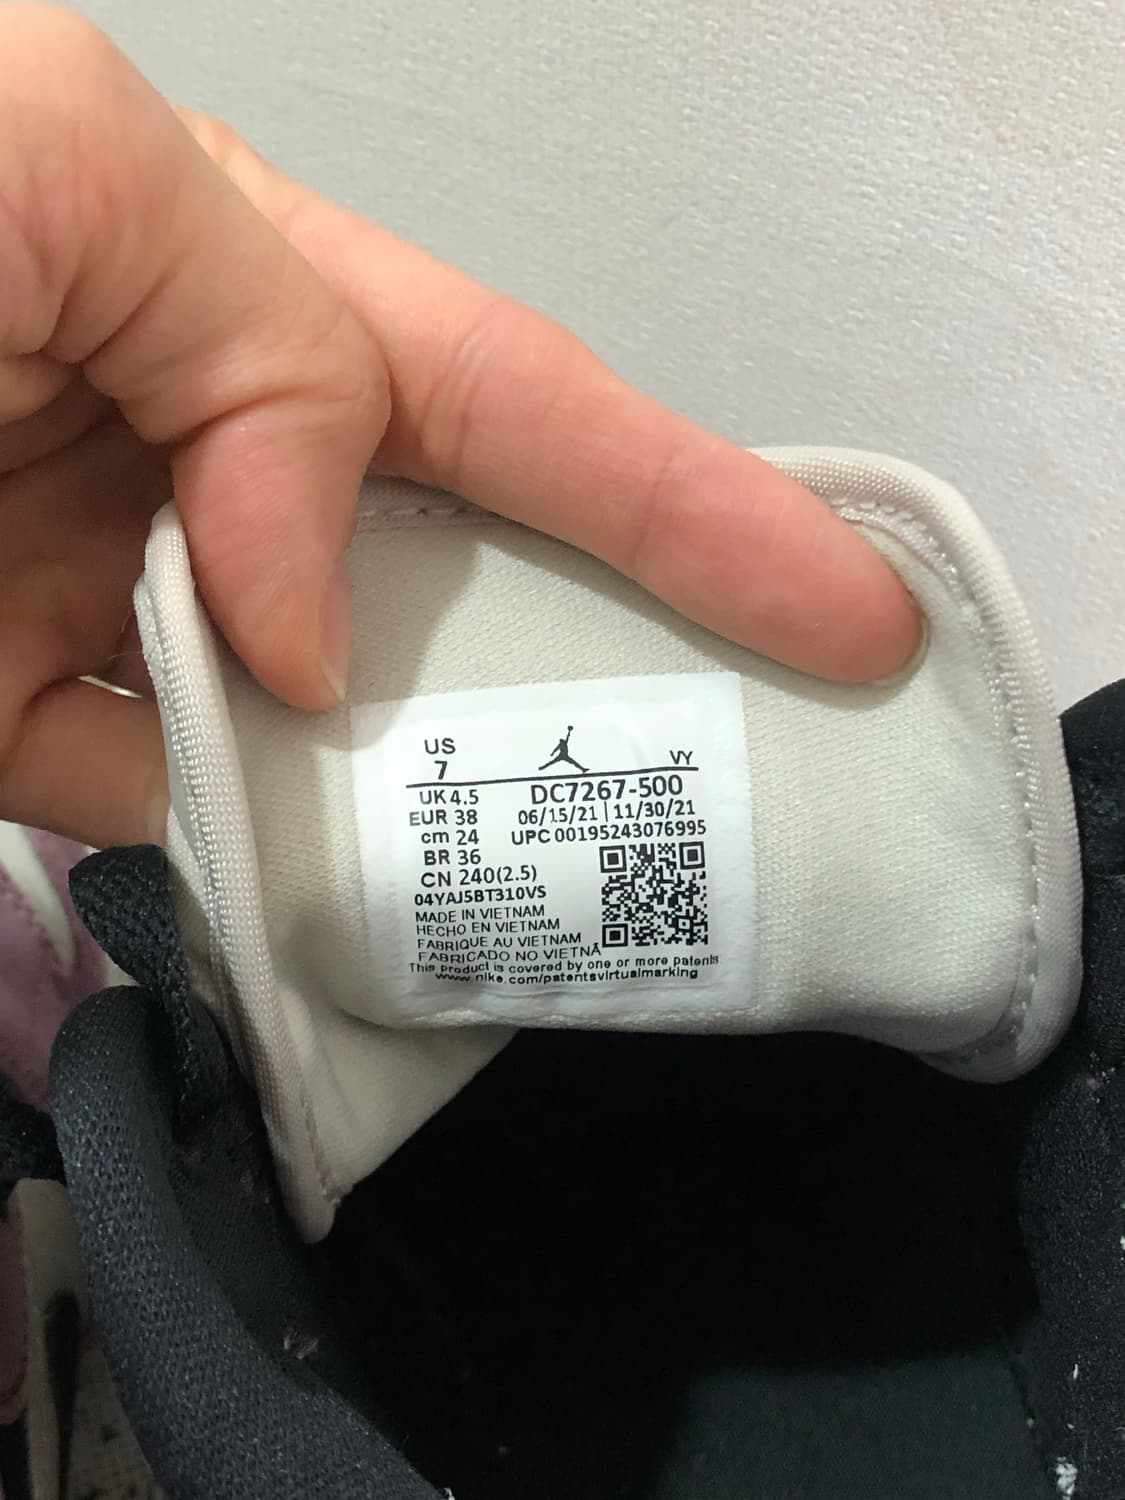 US
7
VY
UK 4.5
DC7267-500
EUR 38
06/15/21 | 11/30/21
cm 24
UPC 00195243076995
BR 36
CN 240(2.5)
04YAJ5BT310VS
MADE IN VIETNAM
HECHO EN VIETNAM
FABRIQUE AU VIETNAM
FABRICADO NO VIETNÃ
This product is covered by one or more patents
www.nike.com/patentsvirtualmarking